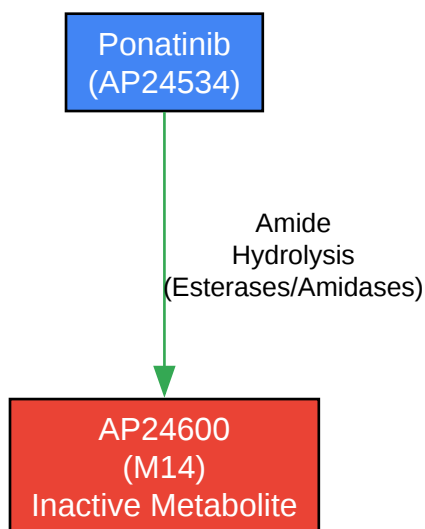 Ponatinib
(AP24534)
Amide
Hydrolysis
(Esterases/Amidases)
AP24600
(M14)
Inactive Metabolite